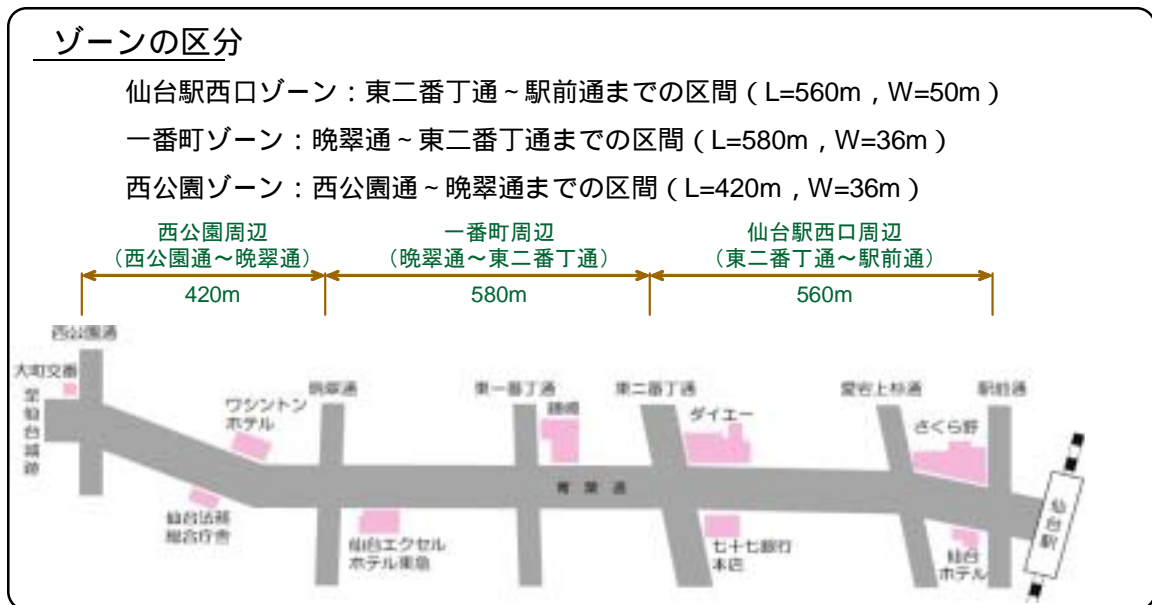 ゾーンの区分
仙台駅西口ゾーン：東二番丁通～駅前通までの区間（L=560m，W=50m）
一番町ゾーン：晩翠通～東二番丁通までの区間（L=580m，W=36m）
西公園ゾーン：西公園通～晩翠通までの区間（L=420m，W=36m）
西公園周辺
（西公園通～晩翠通）
420m
一番町周辺
（晩翠通～東二番丁通）
580m
仙台駅西口周辺
（東二番丁通～駅前通）
560m
西公園通
大町交番
至仙台城跡
ワシントン
ホテル
仙台法務
総合庁舎
晩翠通
仙台エクセル
ホテル東急
東一番丁通
藤崎
東二番丁通
ダイエー
青葉通
七十七銀行
本店
愛宕上杉通
さくら野
駅前通
仙台
ホテル
仙台駅